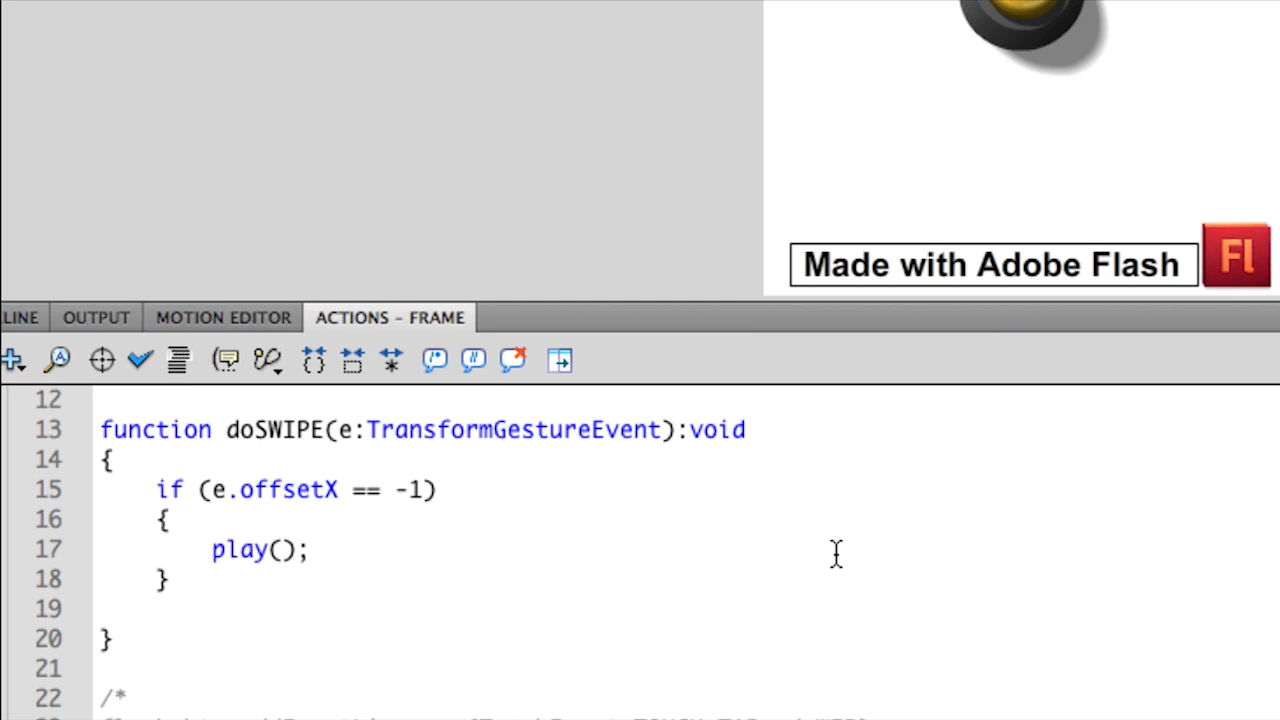 Made with Adobe Flash
Fl
LINE OUTPUT MOTION EDITOR ACTIONS – FRAME
12
13 function doSWIPE(e:TransformGestureEvent):void
14 {
15 if (e.offsetX == -1)
16 {
17 play();
18 }
19
20 }
21
22 /*